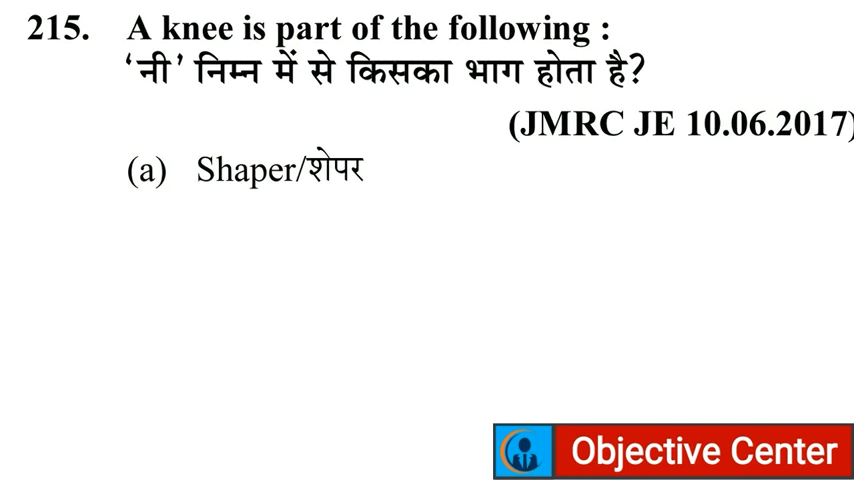 215. A knee is part of the following :
'नी' निम्न में से किसका भाग होता है?
(JMRC JE 10.06.2017)
(a) Shaper/शेपर
Objective Center